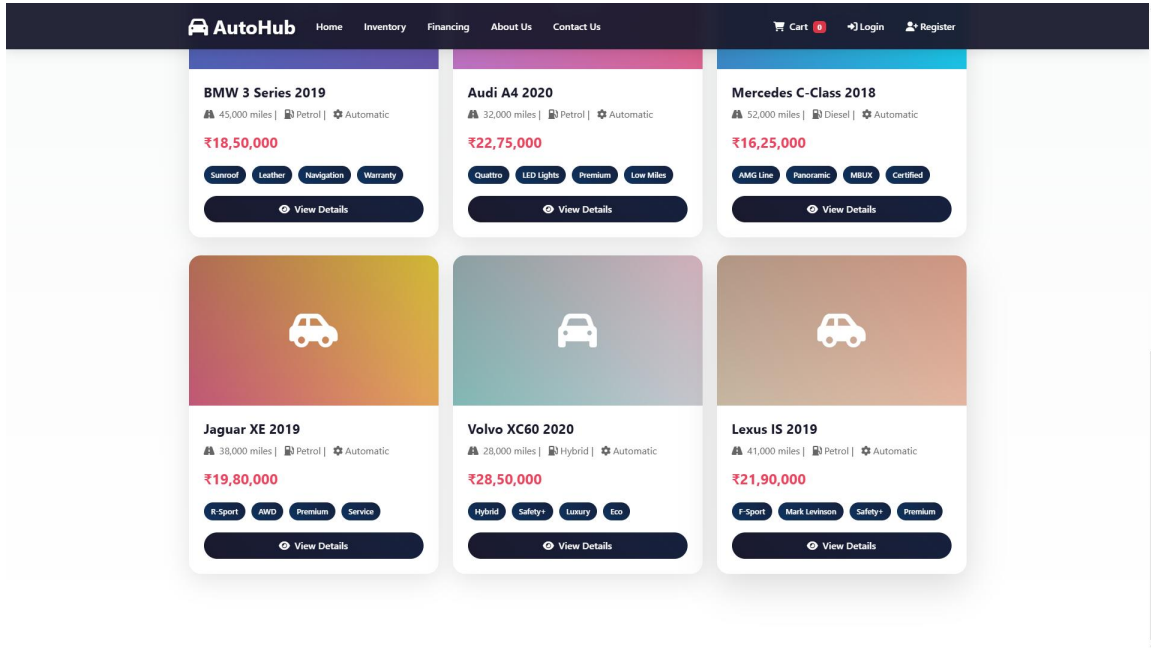 AutoHub Home Inventory Financing About Us Contact Us Cart 0 Login Register
BMW 3 Series 2019
45,000 miles | Petrol | Automatic
₹18,50,000
Sunroof Leather Navigation Warranty
View Details
Audi A4 2020
32,000 miles | Petrol | Automatic
₹22,75,000
Quattro LED Lights Premium Low Miles
View Details
Mercedes C-Class 2018
52,000 miles | Diesel | Automatic
₹16,25,000
AMG Line Panoramic MBUX Certified
View Details
Jaguar XE 2019
38,000 miles | Petrol | Automatic
₹19,80,000
R-Sport AWD Premium Service
View Details
Volvo XC60 2020
28,000 miles | Hybrid | Automatic
₹28,50,000
Hybrid Safety+ Luxury Eco
View Details
Lexus IS 2019
41,000 miles | Petrol | Automatic
₹21,90,000
F-Sport Mark Levinson Safety+ Premium
View Details